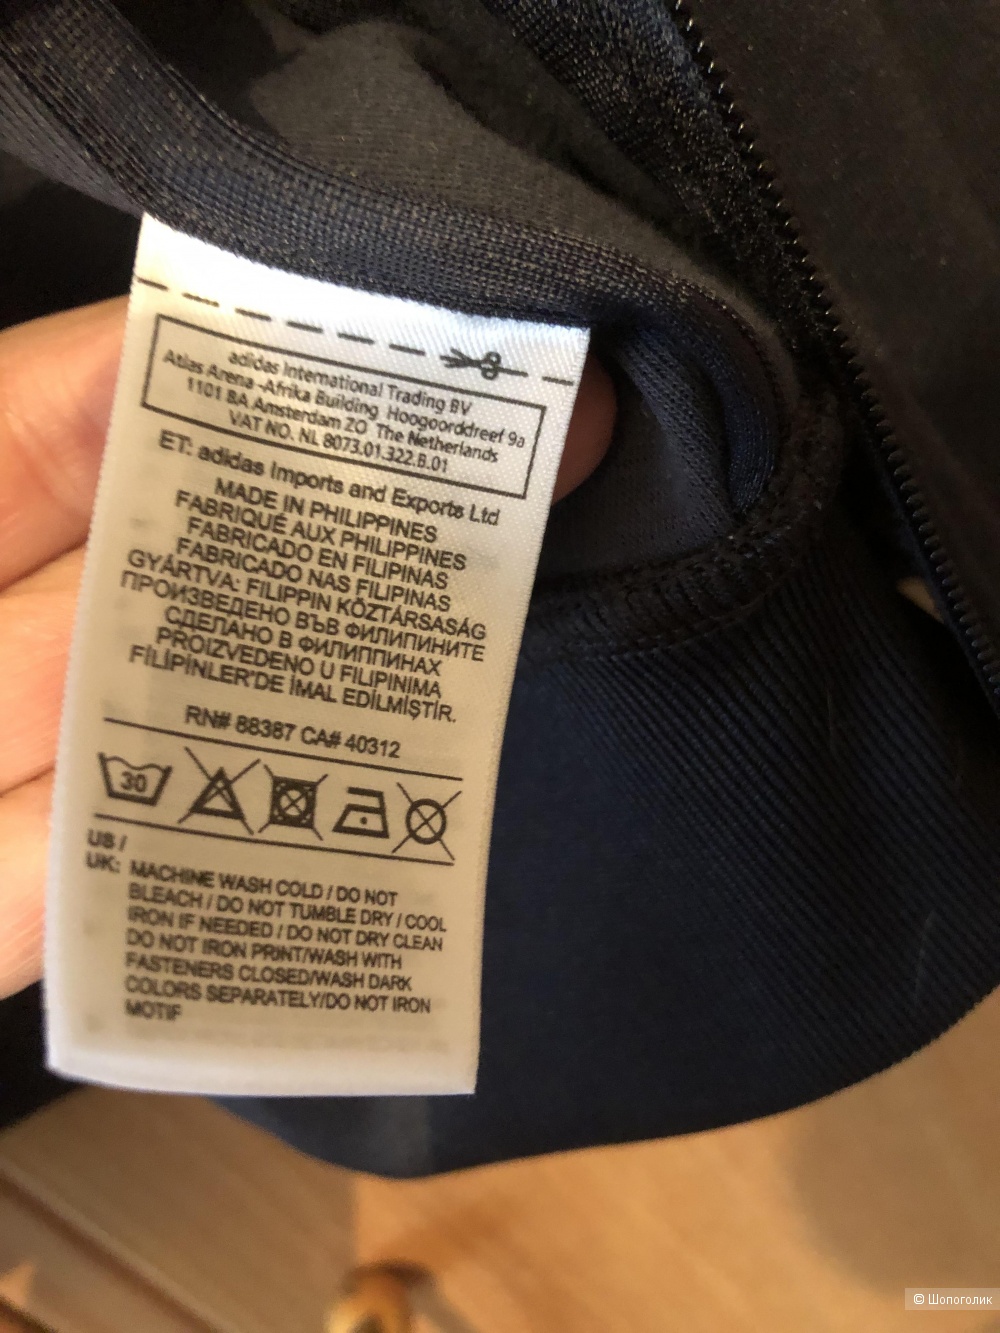 adidas International Trading BV
Atlas Arena -Afrika Building Hoogoorddreef 9a
1101 BA Amsterdam ZO The Netherlands
VAT NO. NL 8073.01.322.B.01
ET: adidas Imports and Exports Ltd
MADE IN PHILIPPINES
FABRIQUÉ AUX PHILIPPINES
FABRICADO EN FILIPINAS
FABRICADO NAS FILIPINAS
GYÁRTVA: FILIPPIN KÖZTÁRSASÁG
ПРОИЗВЕДЕНО ВЪВ ФИЛИПИНИТЕ
СДЕЛАНО В ФИЛИППИНАХ
PROIZVEDENO U FILIPINIMA
FİLİPİNLER'DE İMAL EDİLMİŞTİR.
RN# 88387 CA# 40312
30
US /
UK: MACHINE WASH COLD / DO NOT
BLEACH / DO NOT TUMBLE DRY / COOL
IRON IF NEEDED / DO NOT DRY CLEAN
DO NOT IRON PRINT/WASH WITH
FASTENERS CLOSED/WASH DARK
COLORS SEPARATELY/DO NOT IRON
MOTIF
© Шопоголик